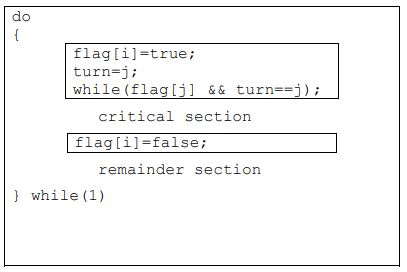 do
{
flag[i]=true;
turn=j;
while(flag[j] && turn==j);
critical section
flag[i]=false;
remainder section
} while(1)